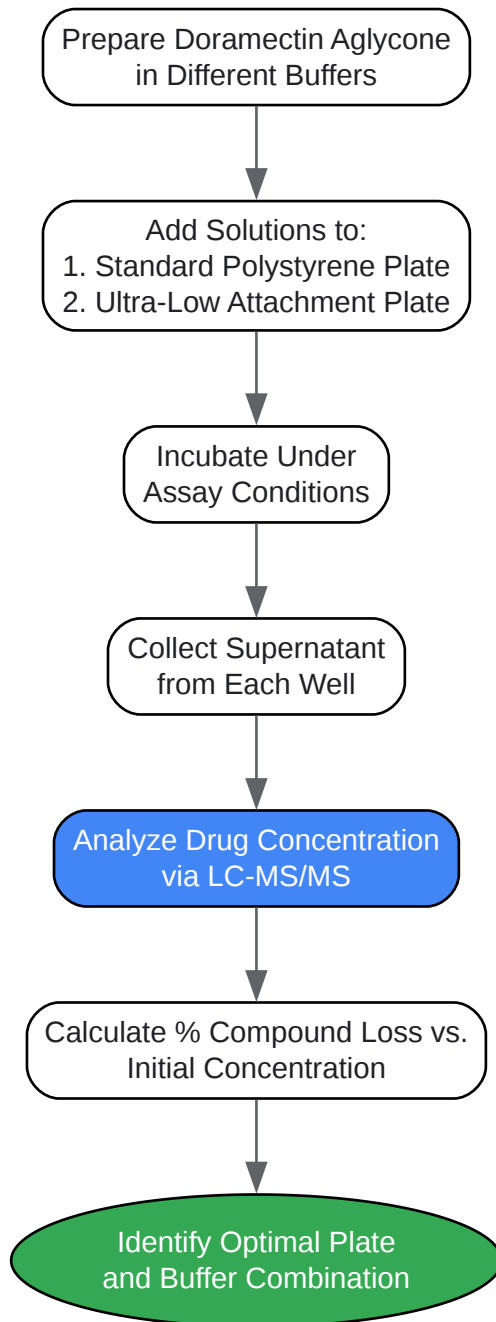 Prepare Doramectin Aglycone
in Different Buffers
Add Solutions to:
1. Standard Polystyrene Plate
2. Ultra-Low Attachment Plate
Incubate Under
Assay Conditions
Collect Supernatant
from Each Well
Analyze Drug Concentration
via LC-MS/MS
Calculate % Compound Loss vs.
Initial Concentration
Identify Optimal Plate
and Buffer Combination